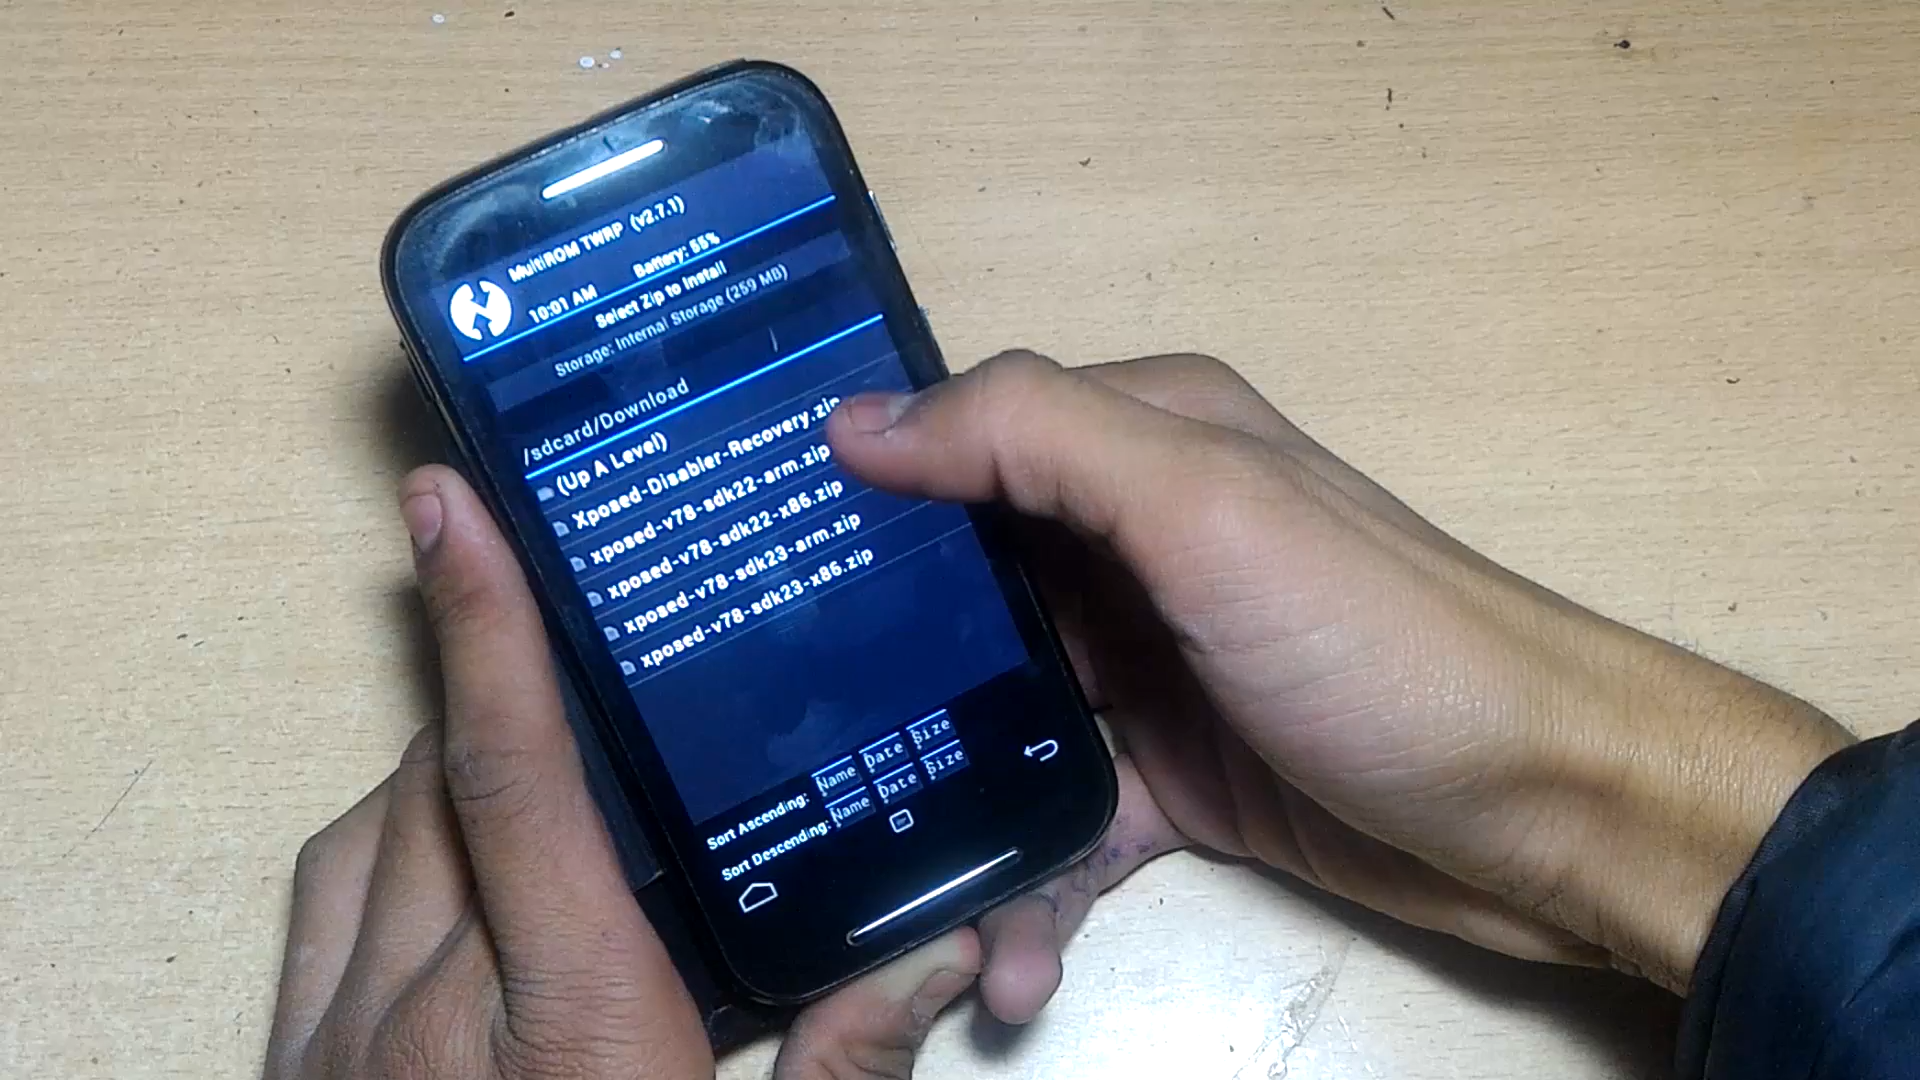 MultiROM TWRP (v2.7.1)
10:01 AM Battery: 55%
Select Zip to Install
Storage: Internal Storage (259 MB)
/sdcard/Download
(Up A Level)
Xposed-Disabler-Recovery.zip
xposed-v78-sdk22-arm.zip
xposed-v78-sdk22-x86.zip
xposed-v78-sdk23-arm.zip
xposed-v78-sdk23-x86.zip
Sort Ascending: Name Date Size
Sort Descending: Name Date Size